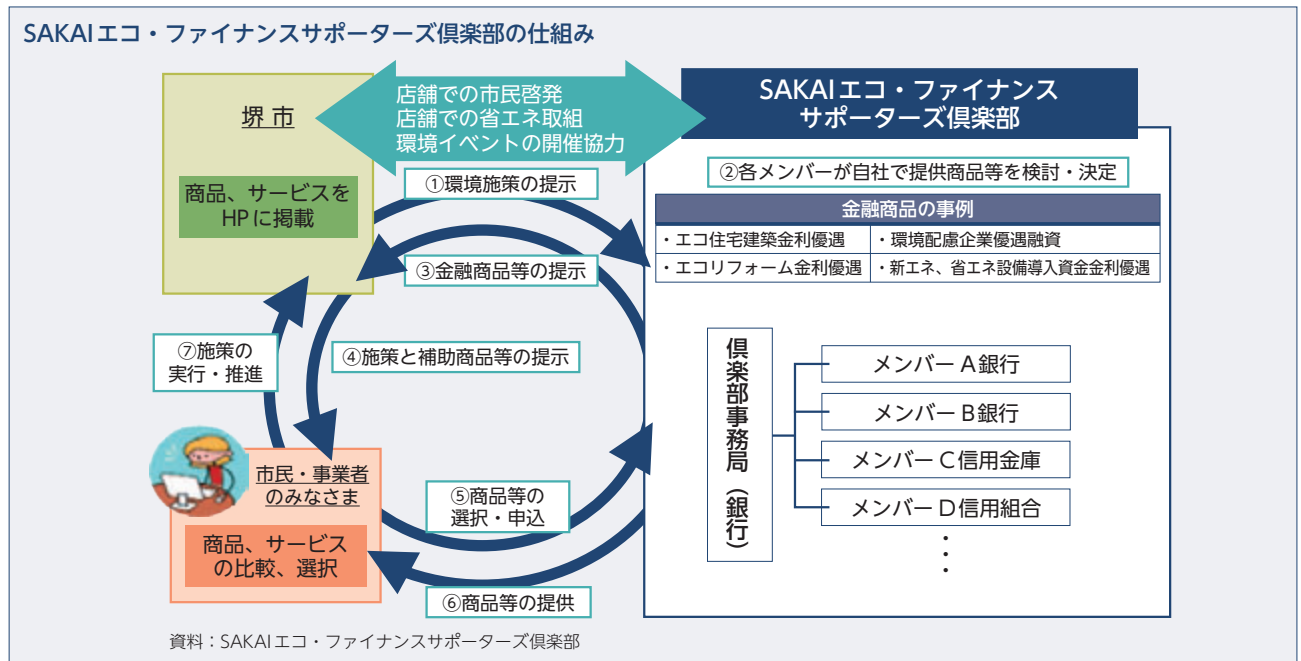 SAKAIエコ・ファイナンスサポーターズ倶楽部の仕組み
堺市
商品、サービスを
HPに掲載
店舗での市民啓発
店舗での省エネ取組
環境イベントの開催協力
SAKAIエコ・ファイナンス
サポーターズ倶楽部
①環境施策の提示
②各メンバーが自社で提供商品等を検討・決定
金融商品の事例
・エコ住宅建築金利優遇
・環境配慮企業優遇融資
・エコリフォーム金利優遇
・新エネ、省エネ設備導入資金金利優遇
③金融商品等の提示
④施策と補助商品等の提示
⑦施策の
実行・推進
倶楽部事務局（銀行）
メンバーA銀行
メンバーB銀行
メンバーC信用金庫
メンバーD信用組合
・・・
市民・事業者
のみなさま
商品、サービス
の比較、選択
⑤商品等の
選択・申込
⑥商品等の提供
資料：SAKAIエコ・ファイナンスサポーターズ倶楽部